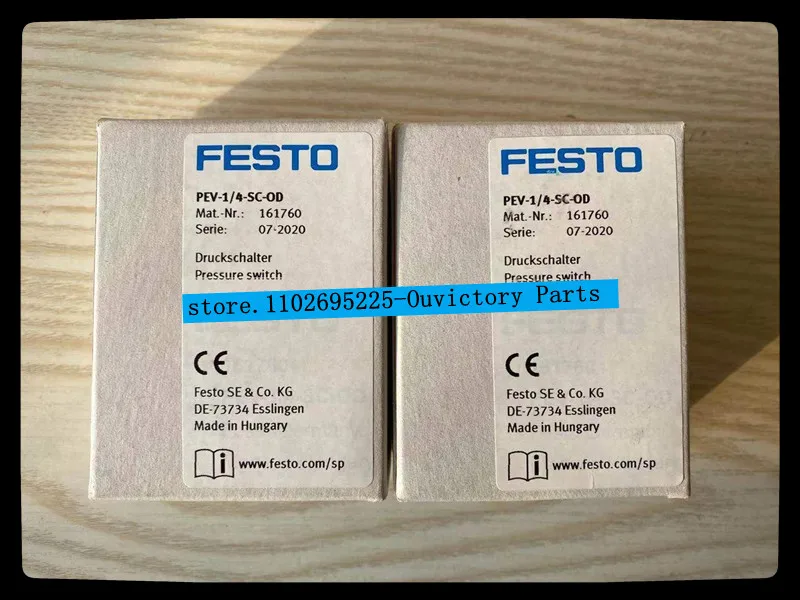 FESTO
PEV-1/4-SC-OD
Mat.-Nr.: 161760
Serie: 07-2020
Druckschalter
Pressure switch
CE
Festo SE & Co. KG
DE-73734 Esslingen
Made in Hungary
i www.festo.com/sp
FESTO
PEV-1/4-SC-OD
Mat.-Nr.: 161760
Serie: 07-2020
Druckschalter
Pressure switch
CE
Festo SE & Co. KG
DE-73734 Esslingen
Made in Hungary
i www.festo.com/sp
store.1102695225-Ouvictory Parts